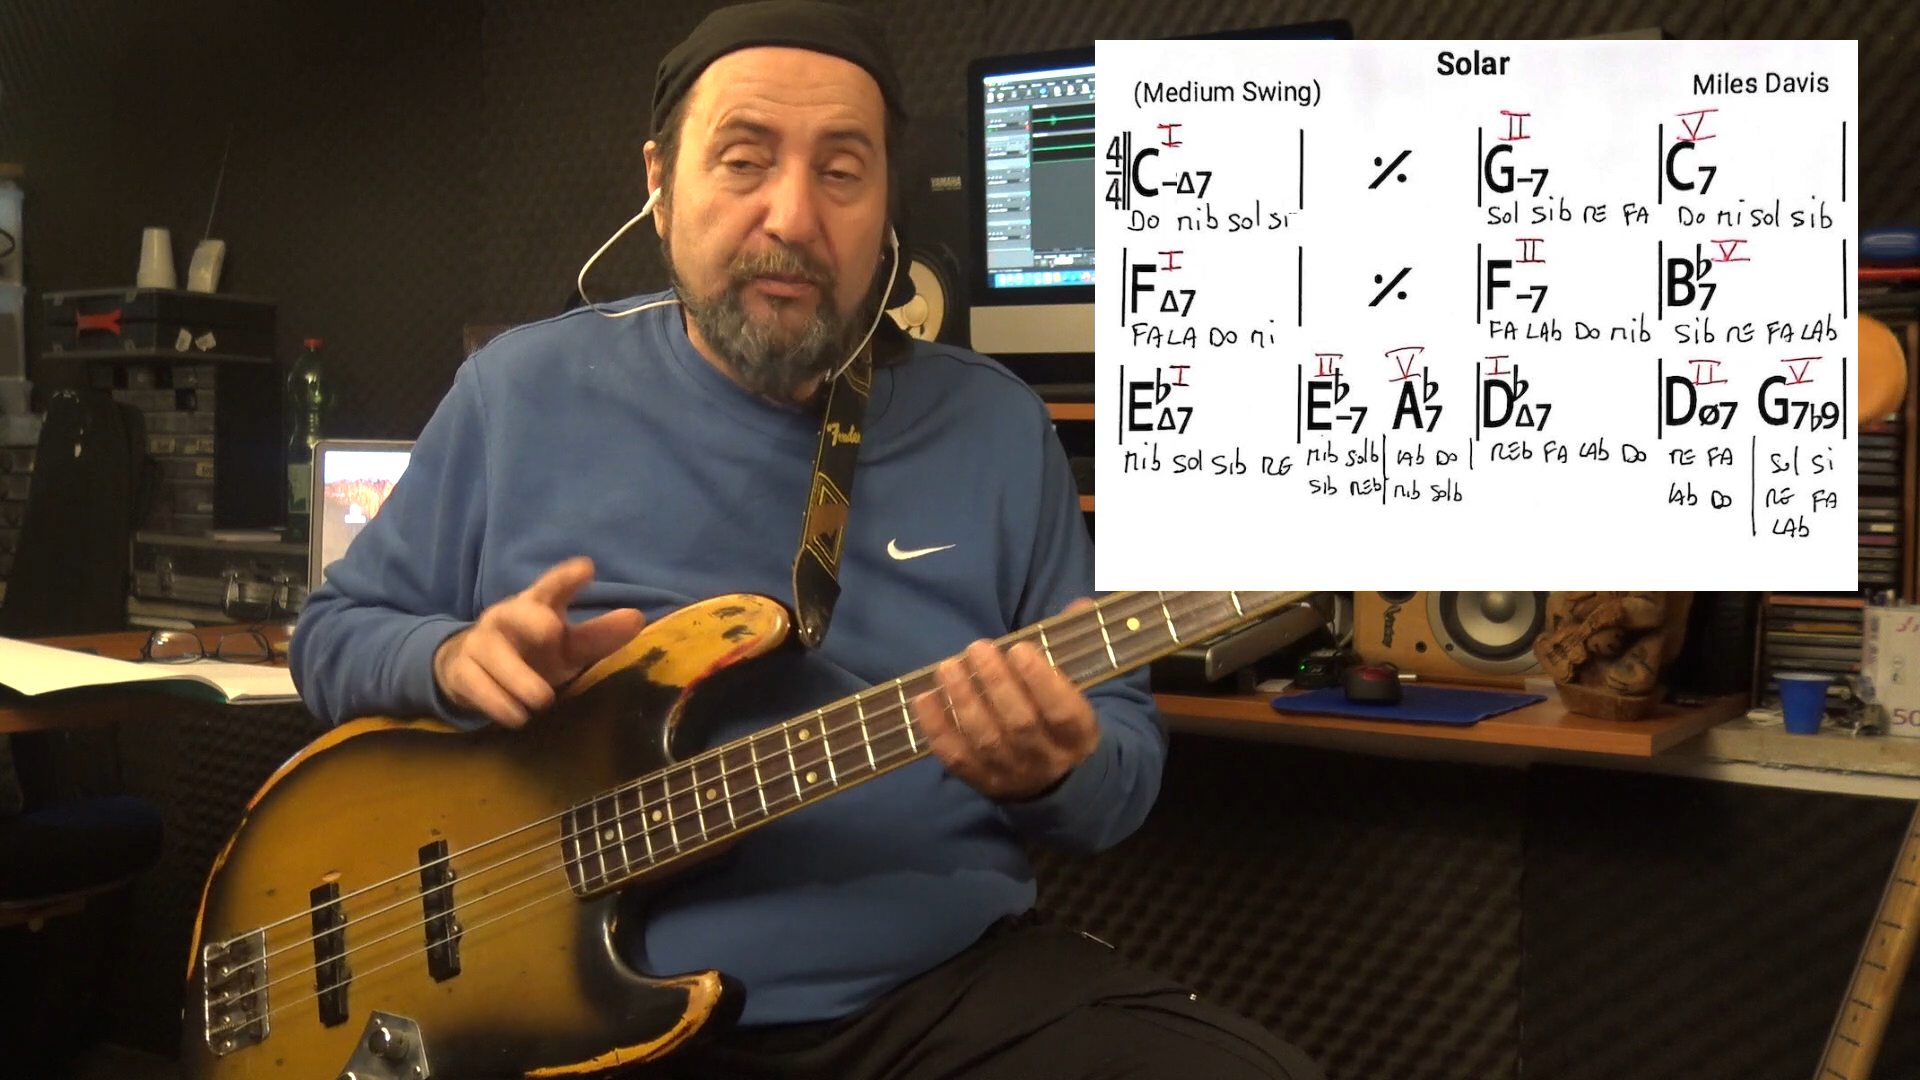 Solar
(Medium Swing)
Miles Davis
I II V
4/4 C-Δ7 | 𝄎 | G-7 | C7 |
DO mib sol si SOL SIb RE FA DO mi sol sib
I II V
FΔ7 | 𝄎 | F-7 | B♭7 |
FA LA DO mi FA LAb DO mib SIb RE FA LAb
I II V I II V
E♭Δ7 | E♭-7 A♭7 | D♭Δ7 | Dø7 G7♭9 |
mib sol sib RE mib solb | LAb DO | REb FA LAb DO RE FA | Sol Si
sib REb | mib solb LAb DO | RE FA
LAb
YAMAHA
Fender
50